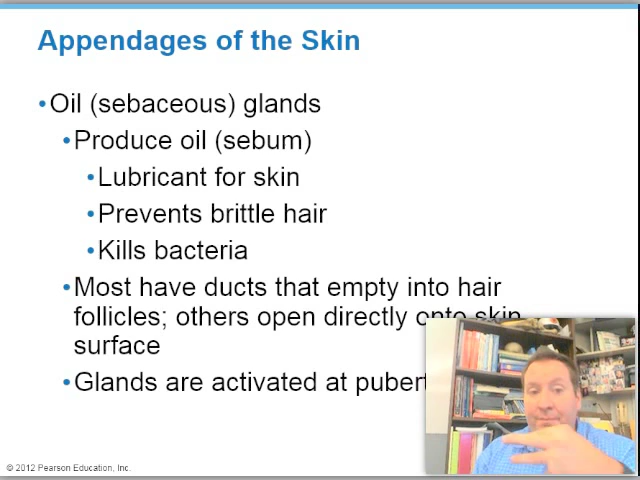 Appendages of the Skin
•Oil (sebaceous) glands
•Produce oil (sebum)
•Lubricant for skin
•Prevents brittle hair
•Kills bacteria
•Most have ducts that empty into hair
follicles; others open directly onto skin
surface
•Glands are activated at pubert
© 2012 Pearson Education, Inc.